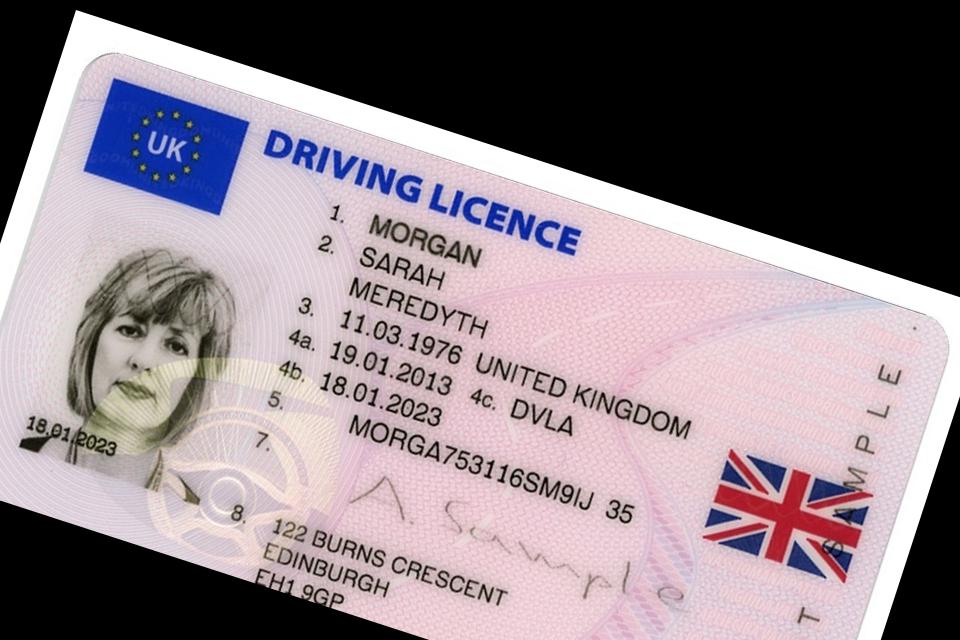 UK
DRIVING LICENCE
1. MORGAN
2. SARAH
MEREDYTH
3. 11.03.1976 UNITED KINGDOM
4a. 19.01.2013 4c. DVLA
4b. 18.01.2023
5. MORGA753116SM9IJ 35
7. A. Sample
18.01.2023
8. 122 BURNS CRESCENT
EDINBURGH
EH1 9GP
T SAMPLE